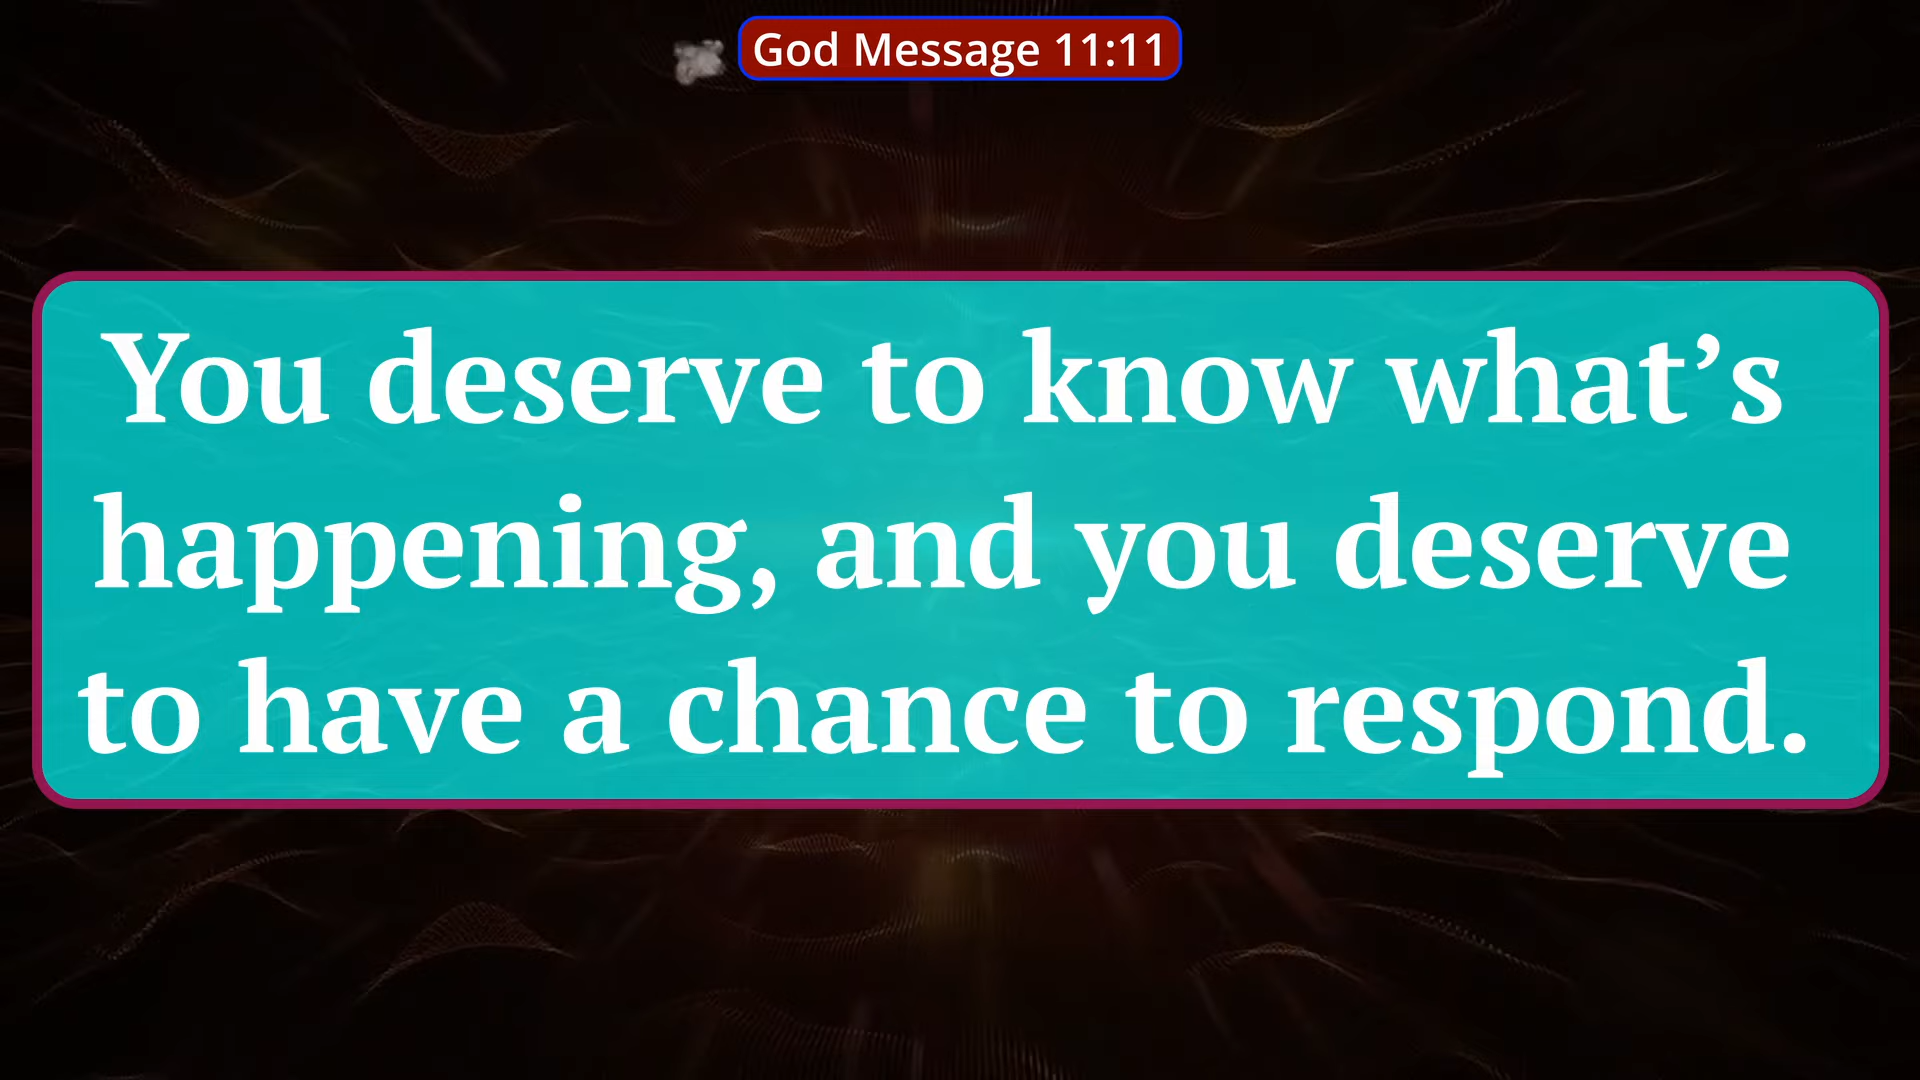 God Message 11:11
You deserve to know what’s
happening, and you deserve
to have a chance to respond.